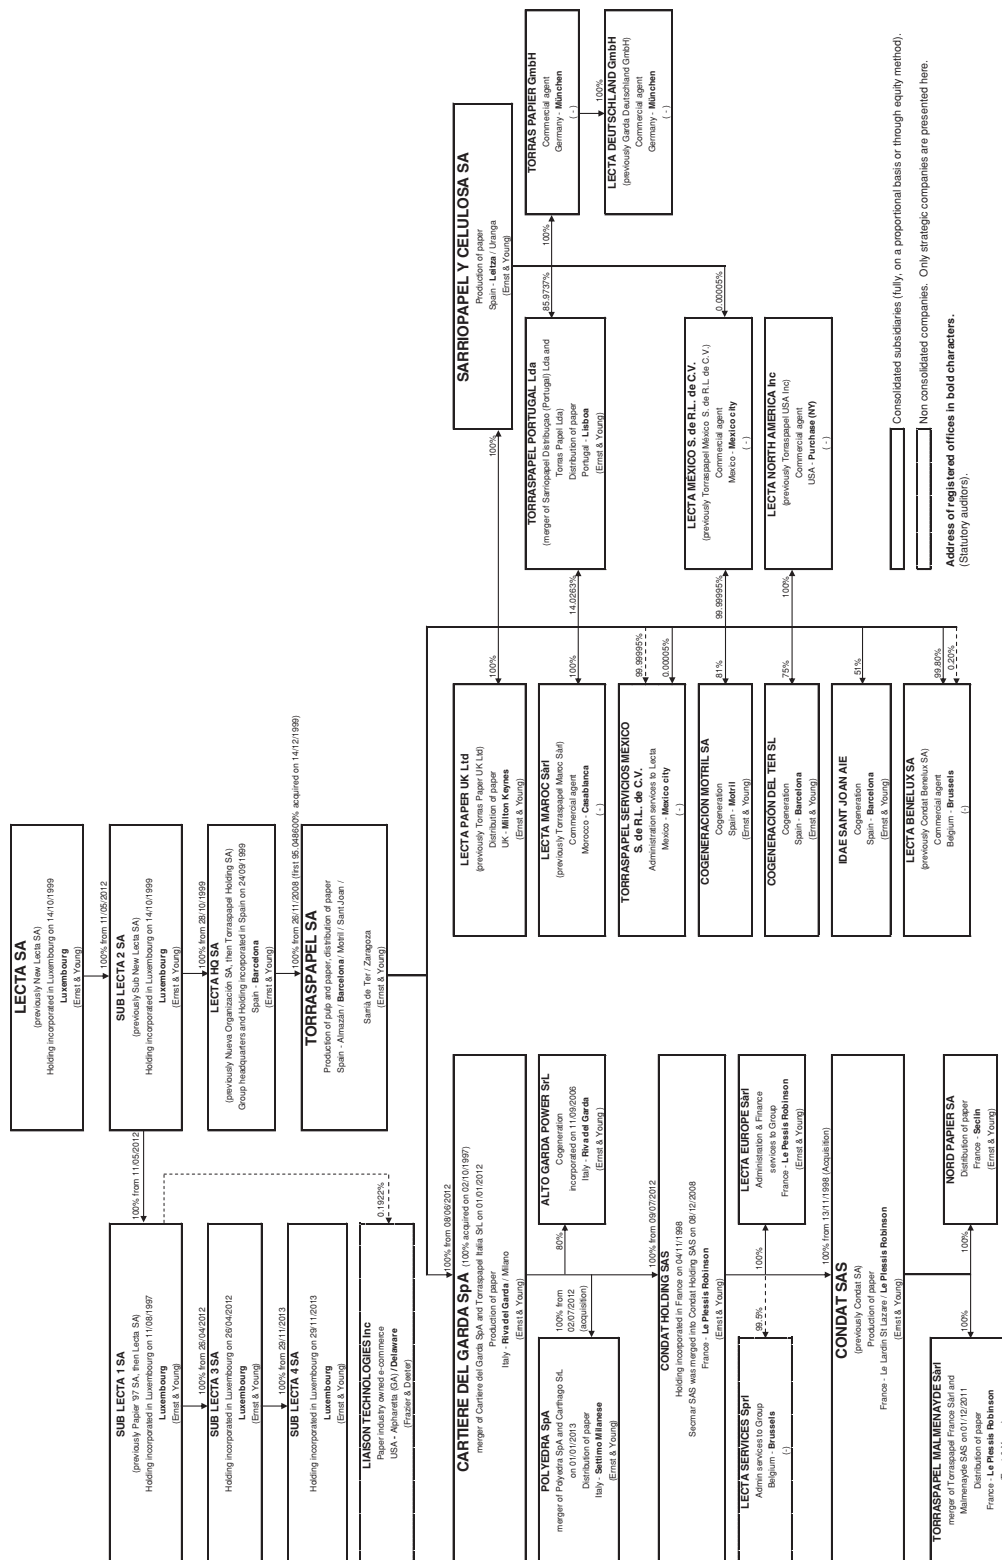 LECTA SA
(previously New Lecta SA)
Holding incorporated in Luxembourg on 14/10/1999
Luxembourg
(Ernst & Young)
100% from 11/05/2012
SUB LECTA 2 SA
(previously Sub New Lecta SA)
Holding incorporated in Luxembourg on 14/10/1999
Luxembourg
(Ernst & Young)
100% from 28/10/1999
LECTA HQ SA
(previously Nueva Organización SA, then Torraspapel Holding SA)
Group headquarters and Holding incorporated in Spain on 24/09/1999
Spain - Barcelona
(Ernst & Young)
100% from 26/11/2008 (first 95.048600% acquired on 14/12/1999)
TORRASPAPEL SA
Production of pulp and paper, distribution of paper
Spain - Almazán / Barcelona / Motril / Sant Joan /
Sarrià de Ter / Zaragoza
100% from 11/05/2012
SUB LECTA 1 SA
(previously Papier '97 SA, then Lecta SA)
Holding incorporated in Luxembourg on 11/08/1997
Luxembourg
(Ernst & Young)
100% from 26/04/2012
SUB LECTA 3 SA
Holding incorporated in Luxembourg on 26/04/2012
Luxembourg
(Ernst & Young)
100% from 29/11/2013
SUB LECTA 4 SA
Holding incorporated in Luxembourg on 29/11/2013
Luxembourg
(Ernst & Young)
0.1922%
LIAISON TECHNOLOGIES Inc
Paper industry owned e-commerce
USA - Alpharetta (GA) / Delaware
(Frazier & Deeter)
100% from 08/06/2012
CARTIERE DEL GARDA SpA (100% acquired on 02/10/1997)
merger of Cartiere del Garda SpA and Torraspapel Italia SrL on 01/01/2012
Production of paper
Italy - Riva del Garda / Milano
(Ernst & Young)
POLYEDRA SpA
merger of Polyedra SpA and Carthago SrL
on 01/01/2013
Distribution of paper
Italy - Settimo Milanese
(Ernst & Young)
100% from
02/07/2012
(acquisition)
80%
ALTO GARDA POWER SrL
Cogeneration
incorporated on 11/09/2006
Italy - Riva del Garda
(Ernst & Young )
100% from 09/07/2012
CONDAT HOLDING SAS
Holding incorporated in France on 04/11/1998
Secmar SAS was merged into Condat Holding SAS on 08/12/2008
France - Le Plessis Robinson
(Ernst & Young)
LECTA SERVICES Sprl
Admin services to Group
Belgium - Brussels
(-)
99.5%
100%
LECTA EUROPE Sàrl
Administration & Finance
services to Group
France - Le Pessis Robinson
(Ernst & Young)
100% from 13/11/1998 (Acquisition)
CONDAT SAS
(previously Condat SA)
Production of paper
France - Le Lardin St Lazare / Le Plessis Robinson
(Ernst & Young)
TORRASPAPEL MALMENAYDE Sàrl
merger of Torraspapel France Sàrl and
Malmenayde SAS on 01/12/2011
Distribution of paper
France - Le Plessis Robinson
100%
100%
NORD PAPIER SA
Distribution of paper
France - Seclin
(Ernst & Young)
LECTA PAPER UK Ltd
(previously Torras Paper UK Ltd)
Distribution of paper
UK - Milton Keynes
(Ernst & Young)
100%
100%
SARRIOPAPEL Y CELULOSA SA
Production of paper
Spain - Leitza / Uranga
(Ernst & Young)
LECTA MAROC Sàrl
(previously Torraspapel Maroc Sàrl)
Commercial agent
Morocco - Casablanca
(-)
100%
14.0263%
TORRASPAPEL PORTUGAL Lda
(merger of Sarriopapel Distribuçao (Portugal) Lda and
Torras Papel Lda)
Distribution of paper
Portugal - Lisboa
(Ernst & Young)
85.9737%
100%
TORRAS PAPIER GmbH
Commercial agent
Germany - München
(-)
100%
LECTA DEUTSCHLAND GmbH
(previously Garda Deutschland GmbH)
Commercial agent
Germany - München
(-)
TORRASPAPEL SERVICIOS MÉXICO
S. de R.L. de C.V.
Administration services to Lecta
Mexico - Mexico city
(-)
99.99995%
0.00005%
COGENERACIÓN MOTRIL SA
Cogeneration
Spain - Motril
(Ernst & Young)
81%
99.99995%
LECTA MÉXICO S. de R.L. de C.V.
(previously Torraspapel México S. de R.L. de C.V.)
Commercial agent
Mexico - Mexico city
(-)
0.00005%
COGENERACIÓN DEL TER SL
Cogeneration
Spain - Barcelona
(Ernst & Young)
75%
100%
LECTA NORTH AMERICA Inc
(previously Torraspapel USA Inc)
Commercial agent
USA - Purchase (NY)
(-)
IDAE SANT JOAN AIE
Cogeneration
Spain - Barcelona
(Ernst & Young)
51%
LECTA BENELUX SA
(previously Condat Benelux SA)
Commercial agent
Belgium - Brussels
(-)
99.80%
0.20%
Consolidated subsidiaries (fully, on a proportional basis or through equity method).
Non consolidated companies. Only strategic companies are presented here.
Address of registered offices in bold characters.
(Statutory auditors).